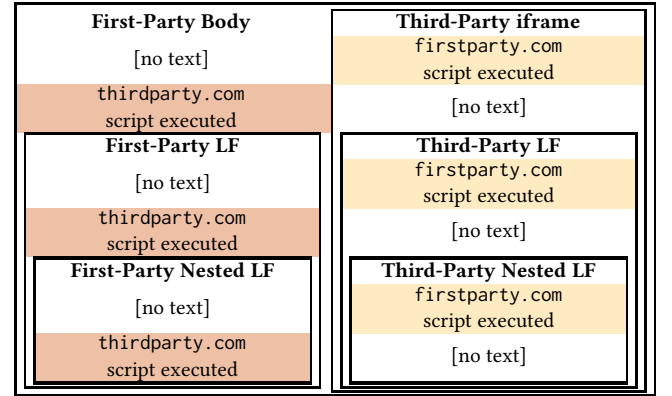 First-Party Body
[no text]
thirdparty.com
script executed
First-Party LF
[no text]
thirdparty.com
script executed
First-Party Nested LF
[no text]
thirdparty.com
script executed
Third-Party iframe
firstparty.com
script executed
[no text]
Third-Party LF
firstparty.com
script executed
[no text]
Third-Party Nested LF
firstparty.com
script executed
[no text]